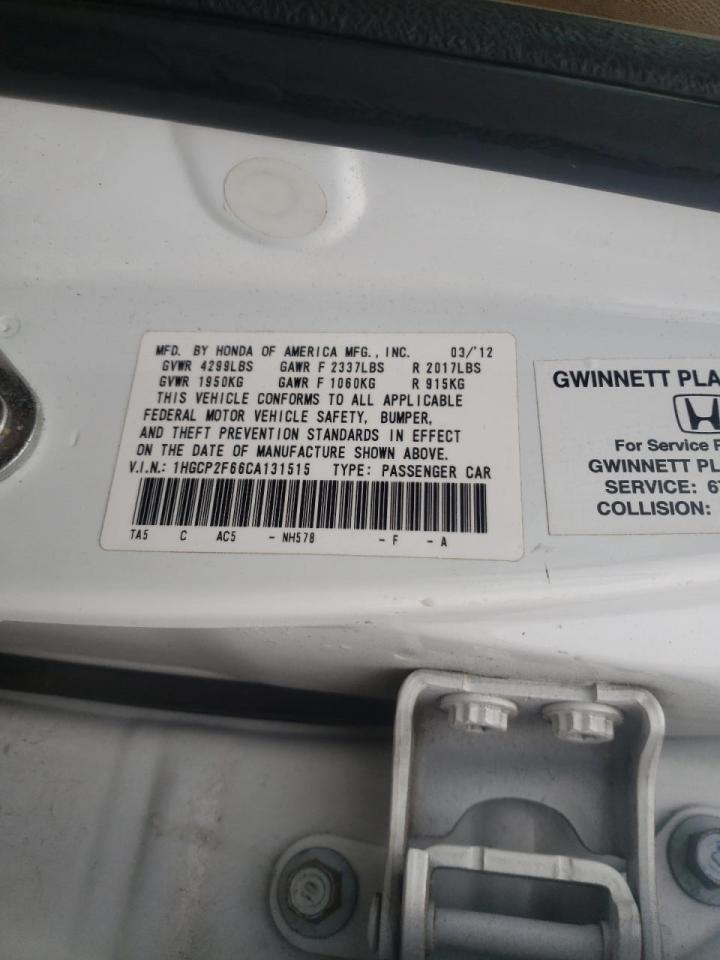 MFD. BY HONDA OF AMERICA MFG., INC. 03/'12
GVWR 4299LBS GAWR F 2337LBS R 2017LBS
GVWR 1950KG GAWR F 1060KG R 915KG
THIS VEHICLE CONFORMS TO ALL APPLICABLE
FEDERAL MOTOR VEHICLE SAFETY, BUMPER,
AND THEFT PREVENTION STANDARDS IN EFFECT
ON THE DATE OF MANUFACTURE SHOWN ABOVE.
V.I.N.: 1HGCP2F66CA131515 TYPE: PASSENGER CAR
TA5 C AC5 - NH578 - F - A
GWINNETT PLA
For Service
GWINNETT PL
SERVICE: 6
COLLISION: